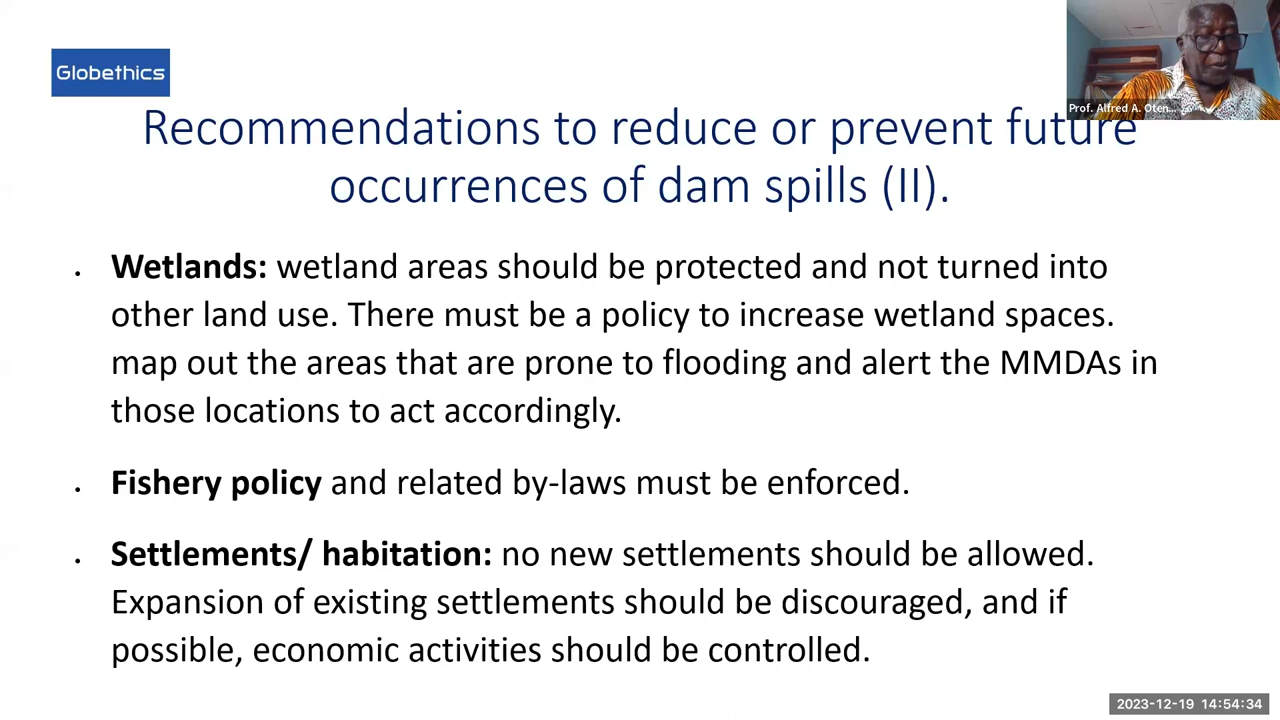 Globethics
Prof. Alfred A. Oten...
Recommendations to reduce or prevent future
occurrences of dam spills (II).
• Wetlands: wetland areas should be protected and not turned into
other land use. There must be a policy to increase wetland spaces.
map out the areas that are prone to flooding and alert the MMDAs in
those locations to act accordingly.
• Fishery policy and related by-laws must be enforced.
• Settlements/ habitation: no new settlements should be allowed.
Expansion of existing settlements should be discouraged, and if
possible, economic activities should be controlled.
2023-12-19 14:54:34